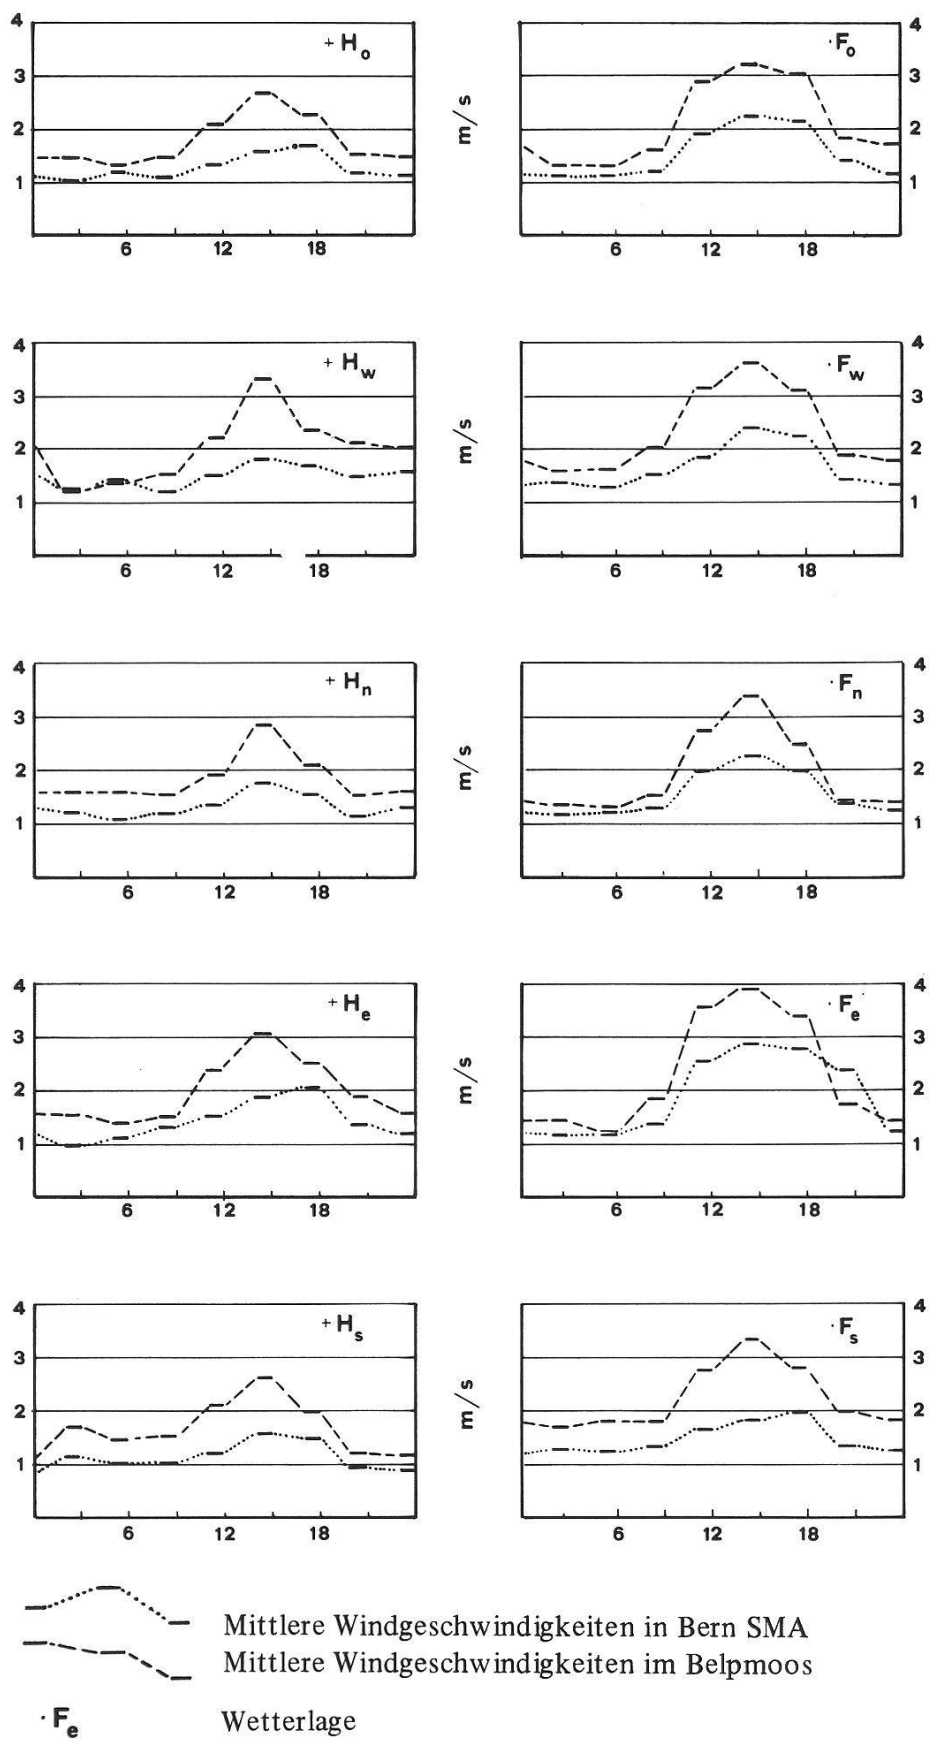 4
3
2
1
+ Ho
6 12 18
m/s
· Fo
4
3
2
1
6 12 18
4
3
2
1
+ Hw
6 12 18
m/s
· Fw
4
3
2
1
6 12 18
4
3
2
1
+ Hn
6 12 18
m/s
· Fn
4
3
2
1
6 12 18
4
3
2
1
+ He
6 12 18
m/s
· Fe
4
3
2
1
6 12 18
4
3
2
1
+ Hs
6 12 18
m/s
· Fs
4
3
2
1
6 12 18
Mittlere Windgeschwindigkeiten in Bern SMA
Mittlere Windgeschwindigkeiten im Belpmoos
· Fe Wetterlage